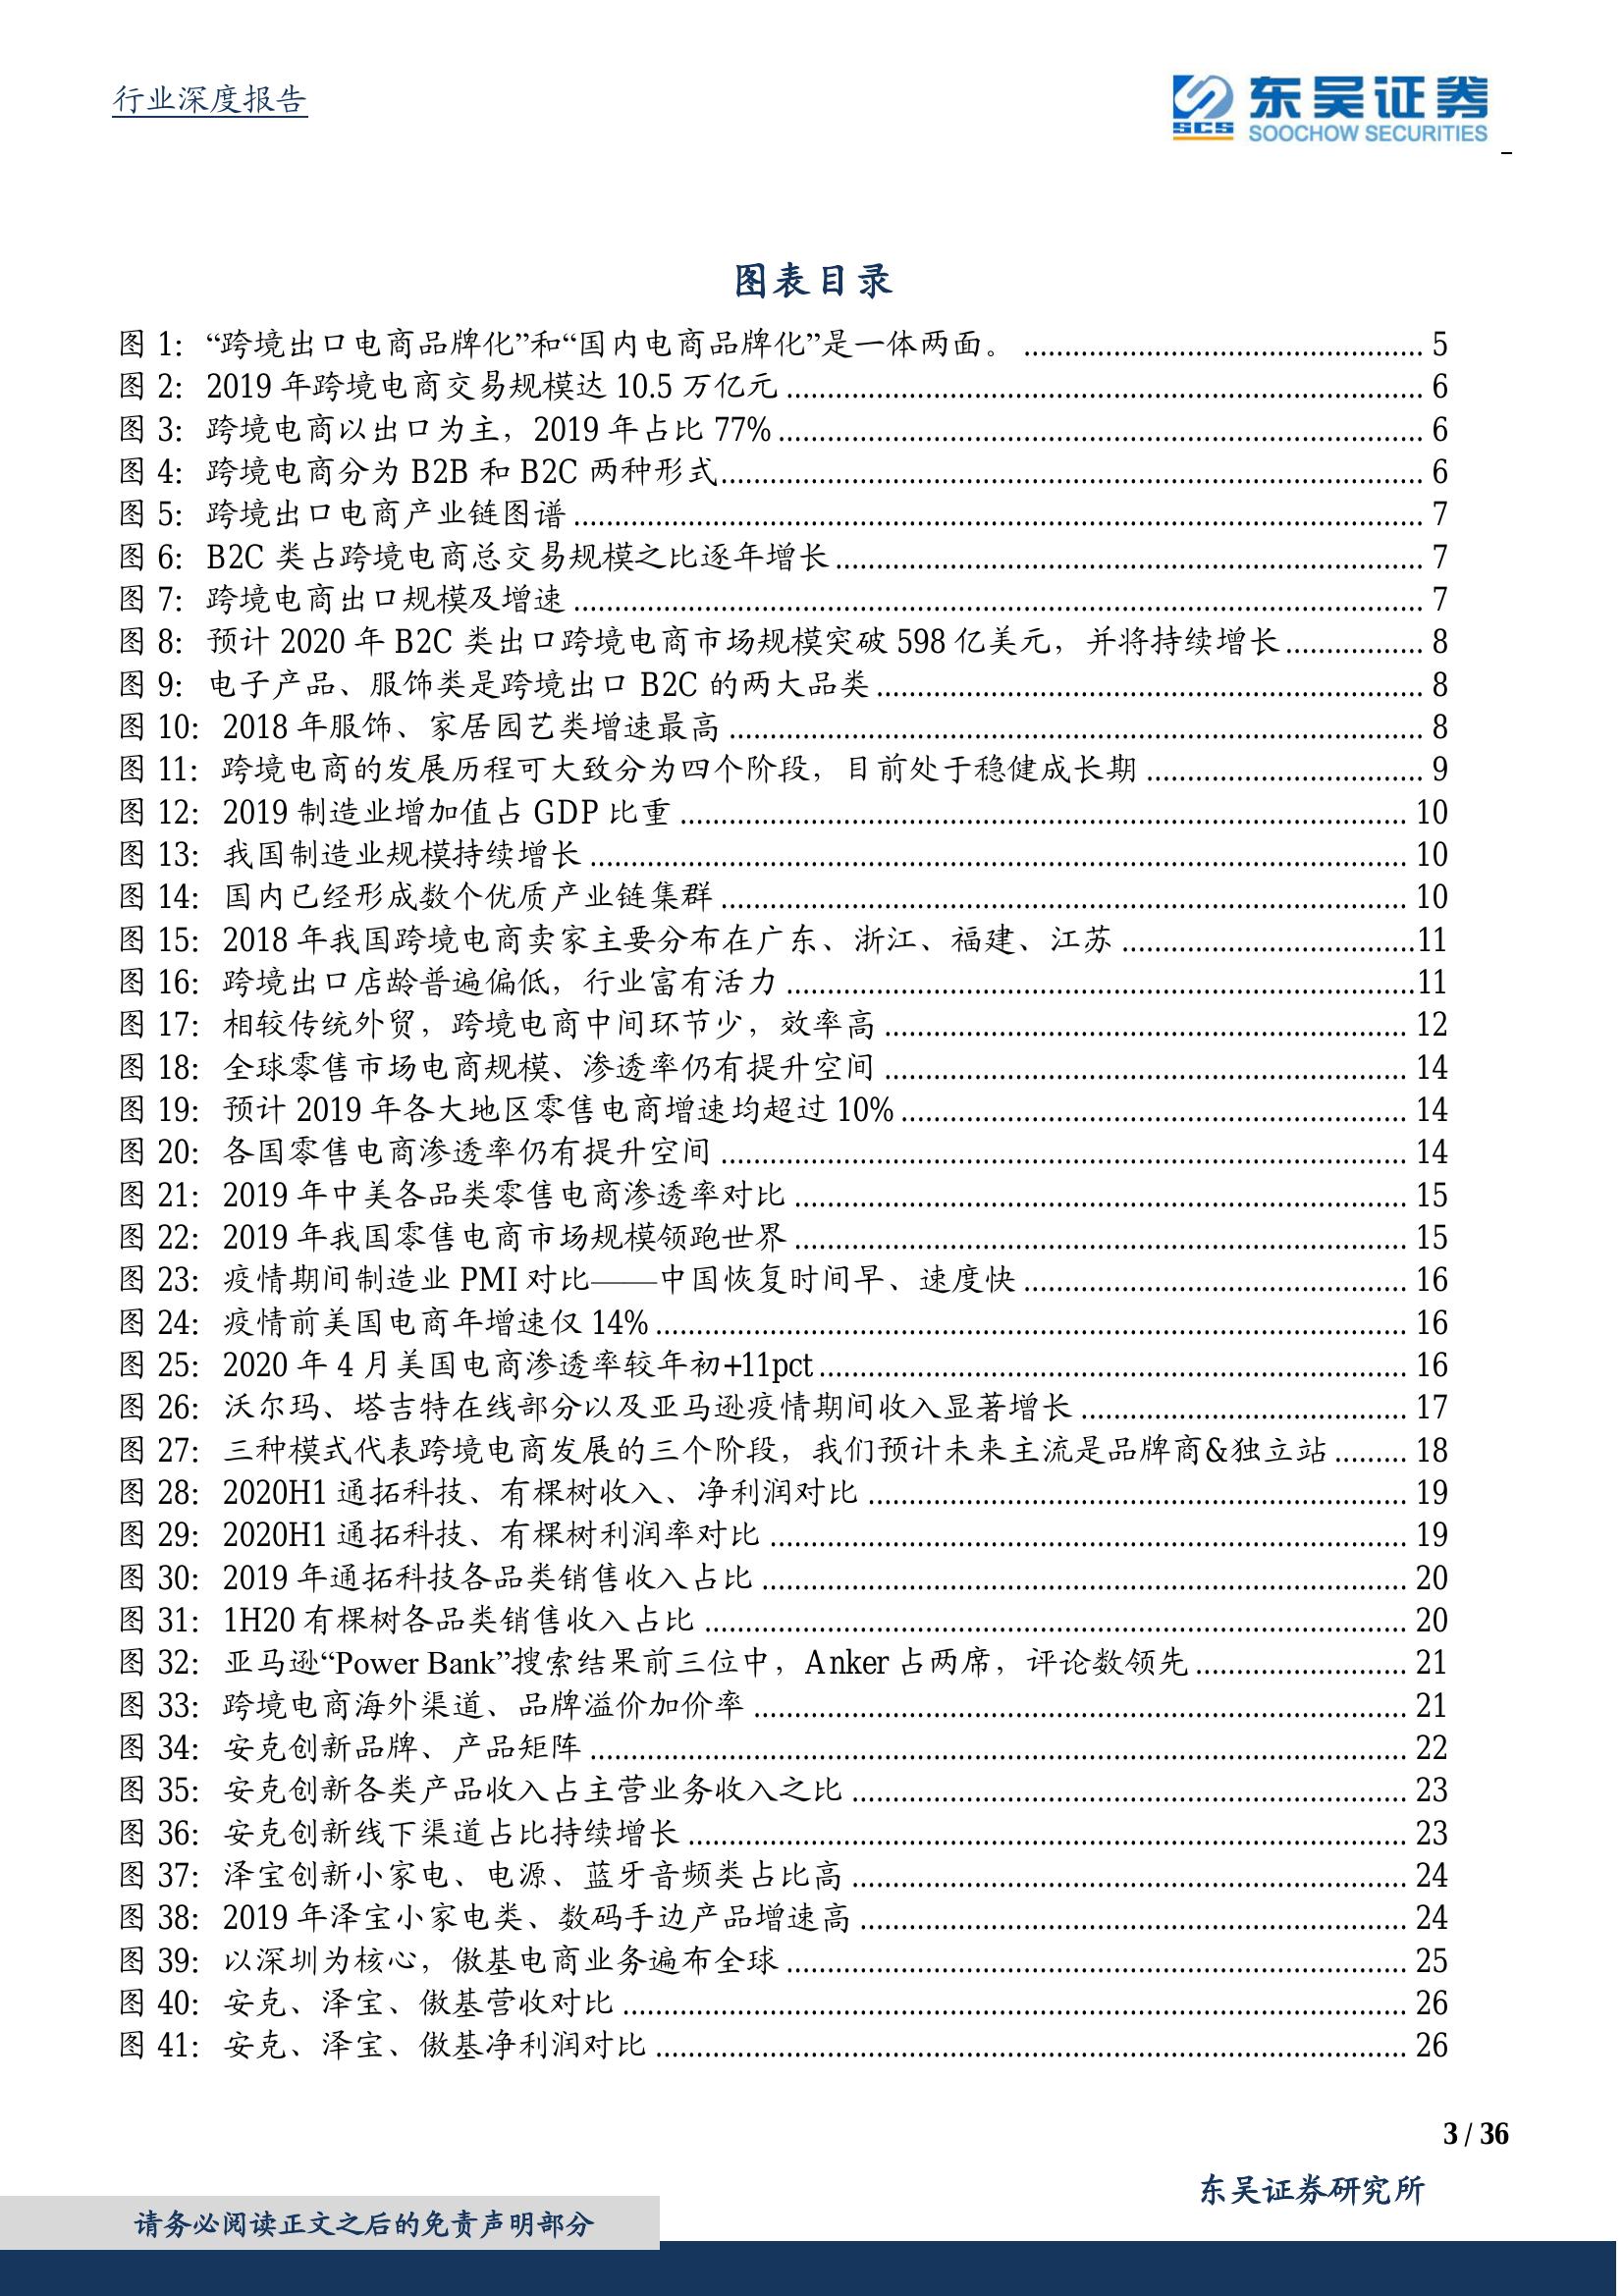 行业深度报告
东吴证券
SCS
SOOCHOW SECURITIES
图表目录
图 1：“跨境出口电商品牌化”和“国内电商品牌化”是一体两面。 ................................................ 5
图 2：2019 年跨境电商交易规模达 10.5 万亿元 ................................................ 6
图 3：跨境电商以出口为主，2019 年占比 77% ................................................ 6
图 4：跨境电商分为 B2B 和 B2C 两种形式 ................................................ 6
图 5：跨境出口电商产业链图谱 ................................................ 7
图 6：B2C 类占跨境电商总交易规模之比逐年增长 ................................................ 7
图 7：跨境电商出口规模及增速 ................................................ 7
图 8：预计 2020 年 B2C 类出口跨境电商市场规模突破 598 亿美元，并将持续增长 ................. 8
图 9：电子产品、服饰类是跨境出口 B2C 的两大品类 ................................................ 8
图 10：2018 年服饰、家居园艺类增速最高 ................................................ 8
图 11：跨境电商的发展历程可大致分为四个阶段，目前处于稳健成长期 ................................. 9
图 12：2019 制造业增加值占 GDP 比重 ................................................ 10
图 13：我国制造业规模持续增长 ................................................ 10
图 14：国内已经形成数个优质产业链集群 ................................................ 10
图 15：2018 年我国跨境电商卖家主要分布在广东、浙江、福建、江苏 ....................................11
图 16：跨境出口店龄普遍偏低，行业富有活力 ................................................11
图 17：相较传统外贸，跨境电商中间环节少，效率高 ................................................ 12
图 18：全球零售市场电商规模、渗透率仍有提升空间 ................................................ 14
图 19：预计 2019 年各大地区零售电商增速均超过 10% ................................................ 14
图 20：各国零售电商渗透率仍有提升空间 ................................................ 14
图 21：2019 年中美各品类零售电商渗透率对比 ................................................ 15
图 22：2019 年我国零售电商市场规模领跑世界 ................................................ 15
图 23：疫情期间制造业 PMI 对比——中国恢复时间早、速度快 ................................................ 16
图 24：疫情前美国电商年增速仅 14% ................................................ 16
图 25：2020 年 4 月美国电商渗透率较年初+11pct ................................................ 16
图 26：沃尔玛、塔吉特在线部分以及亚马逊疫情期间收入显著增长 ........................................ 17
图 27：三种模式代表跨境电商发展的三个阶段，我们预计未来主流是品牌商&独立站 ......... 18
图 28：2020H1 通拓科技、有棵树收入、净利润对比 ................................................ 19
图 29：2020H1 通拓科技、有棵树利润率对比 ................................................ 19
图 30：2019 年通拓科技各品类销售收入占比 ................................................ 20
图 31：1H20 有棵树各品类销售收入占比 ................................................ 20
图 32：亚马逊“Power Bank”搜索结果前三位中，Anker 占两席，评论数领先 .......................... 21
图 33：跨境电商海外渠道、品牌溢价加价率 ................................................ 21
图 34：安克创新品牌、产品矩阵 ................................................ 22
图 35：安克创新各类产品收入占主营业务收入之比 ................................................ 23
图 36：安克创新线下渠道占比持续增长 ................................................ 23
图 37：泽宝创新小家电、电源、蓝牙音频类占比高 ................................................ 24
图 38：2019 年泽宝小家电类、数码手边产品增速高 ................................................ 24
图 39：以深圳为核心，傲基电商业务遍布全球 ................................................ 25
图 40：安克、泽宝、傲基营收对比 ................................................ 26
图 41：安克、泽宝、傲基净利润对比 ................................................ 26
3 / 36
东吴证券研究所
请务必阅读正文之后的免责声明部分